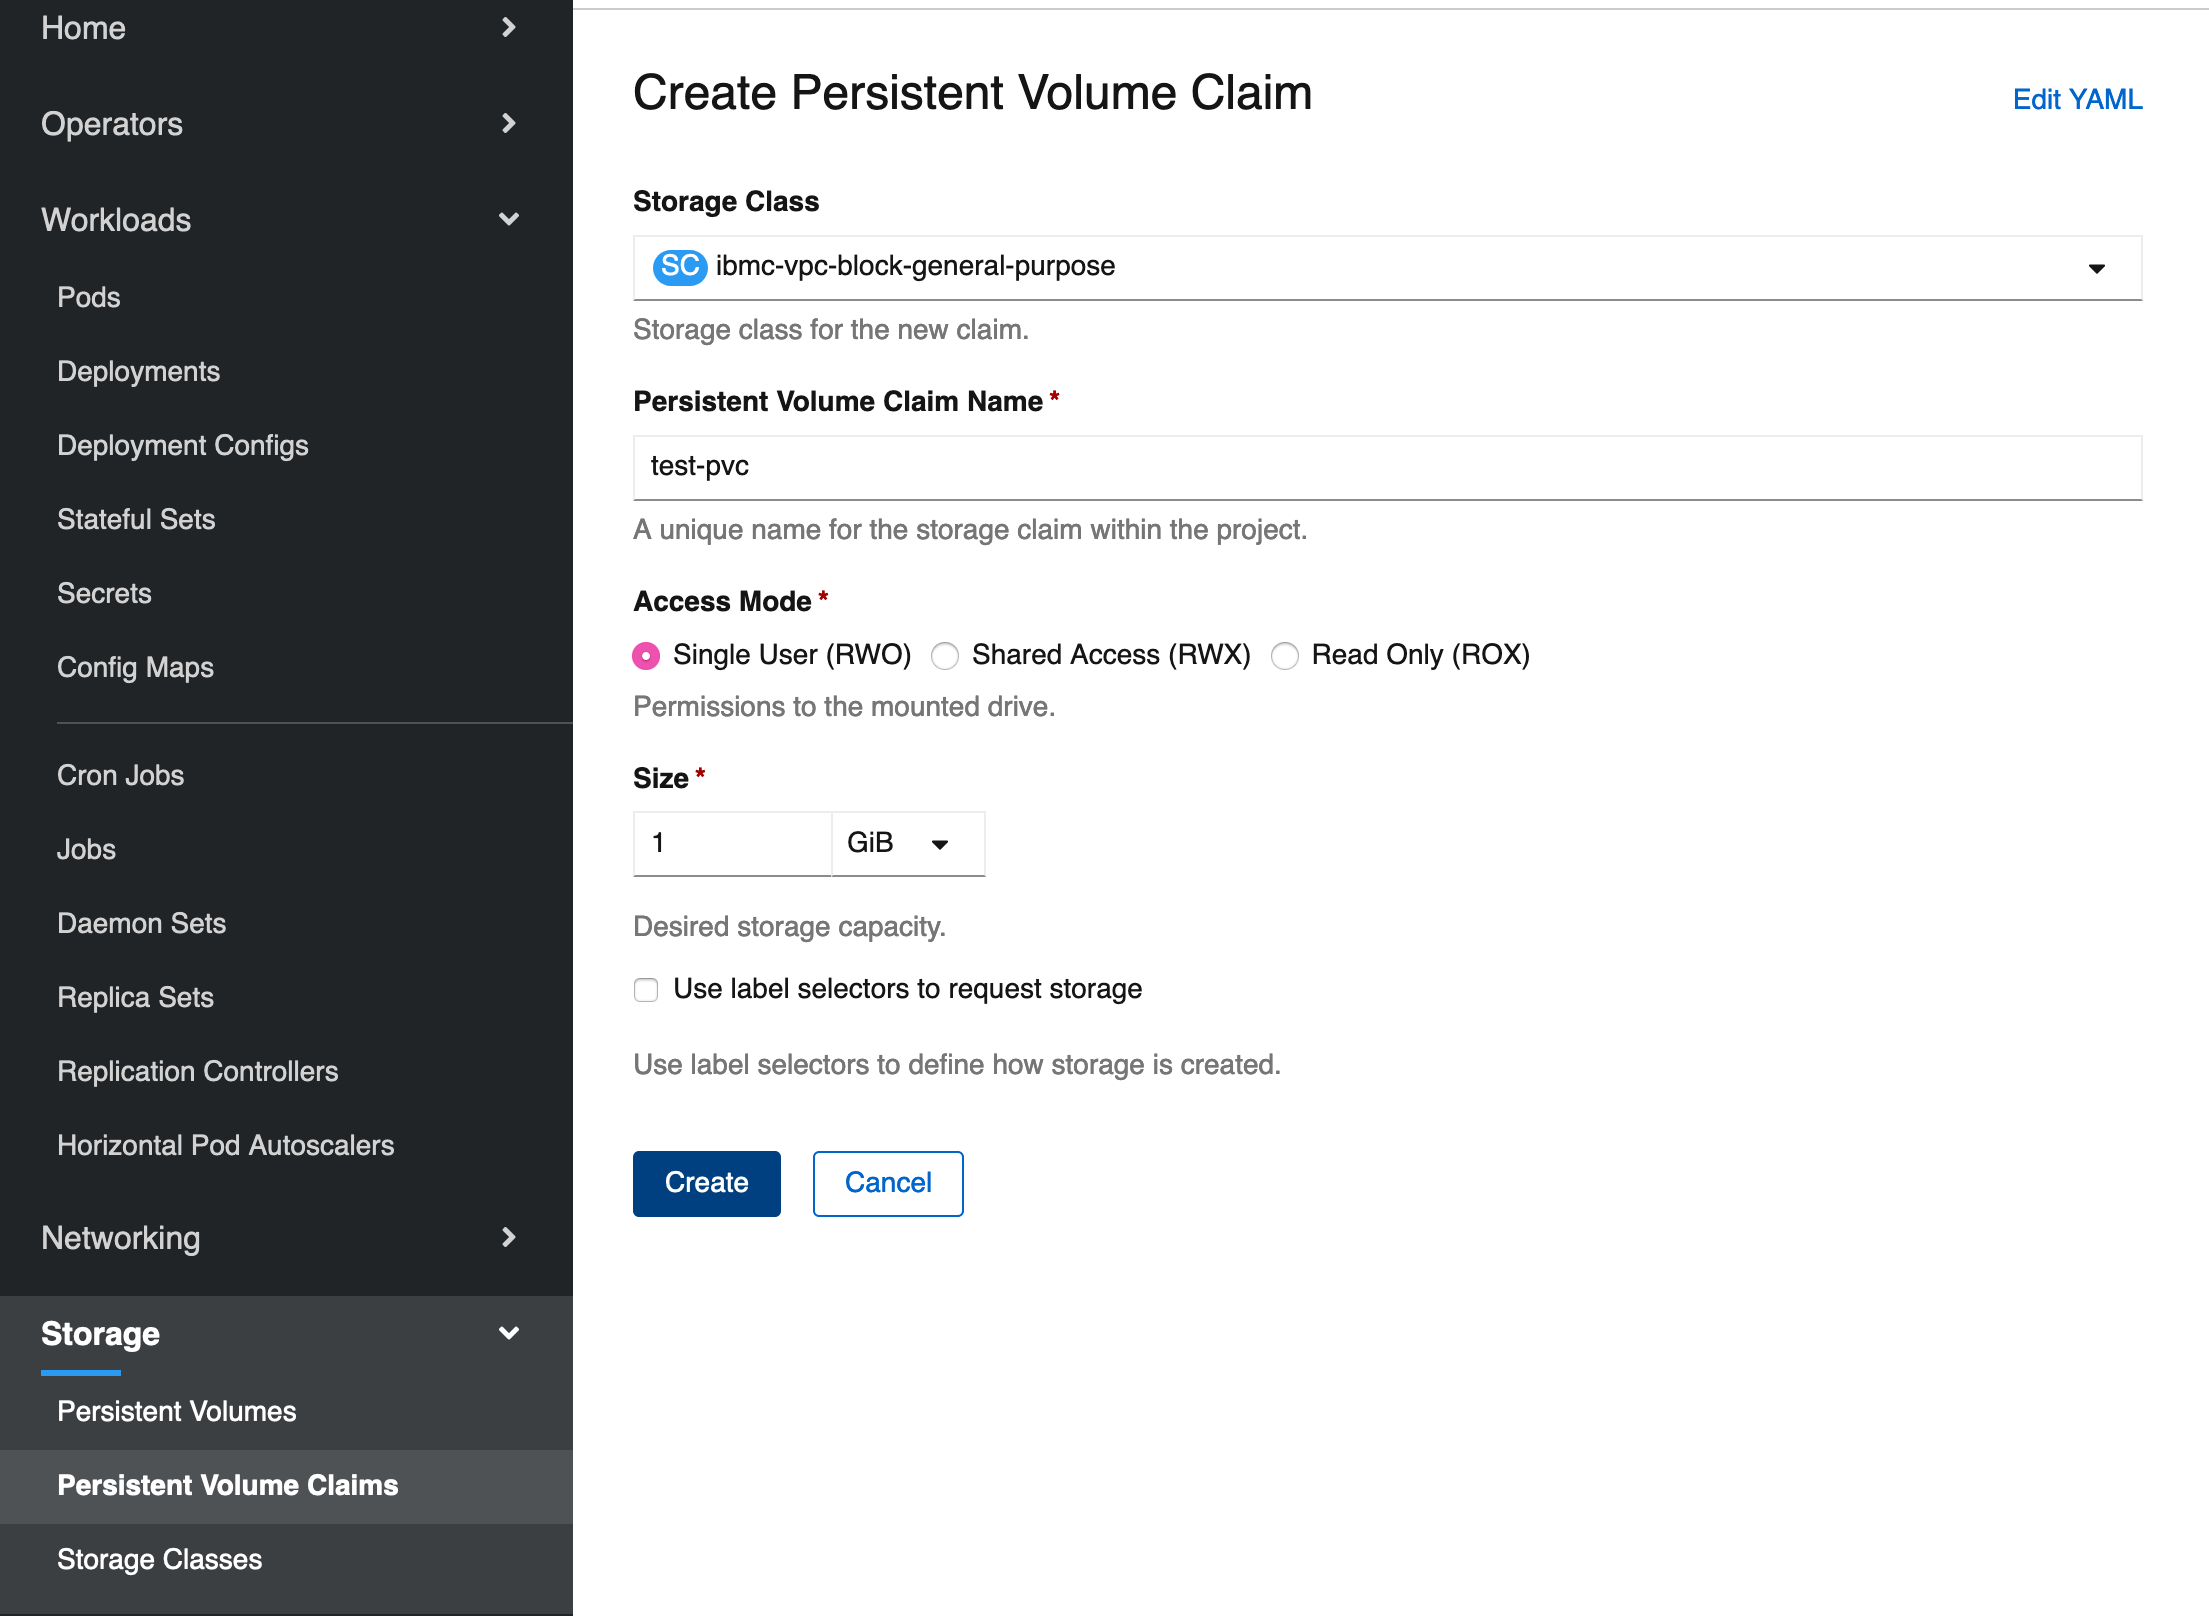 Home
Operators
Workloads
Pods
Deployments
Deployment Configs
Stateful Sets
Secrets
Config Maps
Cron Jobs
Jobs
Daemon Sets
Replica Sets
Replication Controllers
Horizontal Pod Autoscalers
Networking
Storage
Persistent Volumes
Persistent Volume Claims
Storage Classes
Create Persistent Volume Claim
Edit YAML
Storage Class
SC ibmc-vpc-block-general-purpose
Storage class for the new claim.
Persistent Volume Claim Name *
test-pvc
A unique name for the storage claim within the project.
Access Mode *
Single User (RWO) Shared Access (RWX) Read Only (ROX)
Permissions to the mounted drive.
Size *
1 GiB
Desired storage capacity.
Use label selectors to request storage
Use label selectors to define how storage is created.
Create Cancel